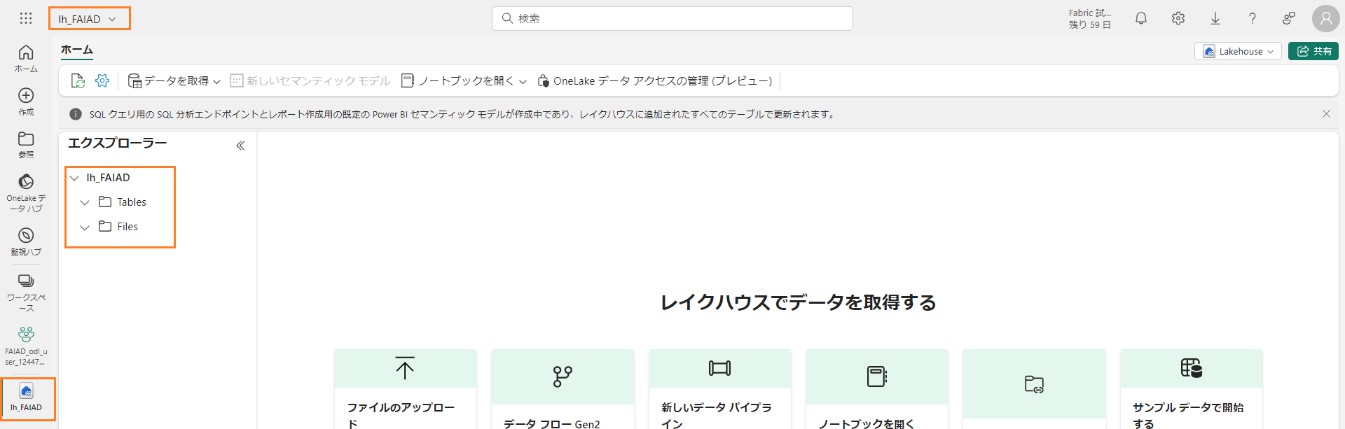 lh_FAIAD
検索
Fabric 試...
残り 59 日
ホーム
Lakehouse
共有
データを取得
新しいセマンティック モデル
ノートブックを開く
OneLake データ アクセスの管理 (プレビュー)
SQL クエリ用の SQL 分析エンドポイントとレポート作成用の既定の Power BI セマンティック モデルが作成中であり、レイクハウスに追加されたすべてのテーブルで更新されます。
ホーム
作成
参照
OneLake デ
ータ ハブ
監視ハブ
ワークスペ
ース
FAIAD_odl_u
ser_12447...
lh_FAIAD
エクスプローラー
lh_FAIAD
Tables
Files
レイクハウスでデータを取得する
ファイルのアップロー
ド
データ フロー Gen2
新しいデータ パイプラ
イン
ノートブックを開く
サンプル データで開始
する